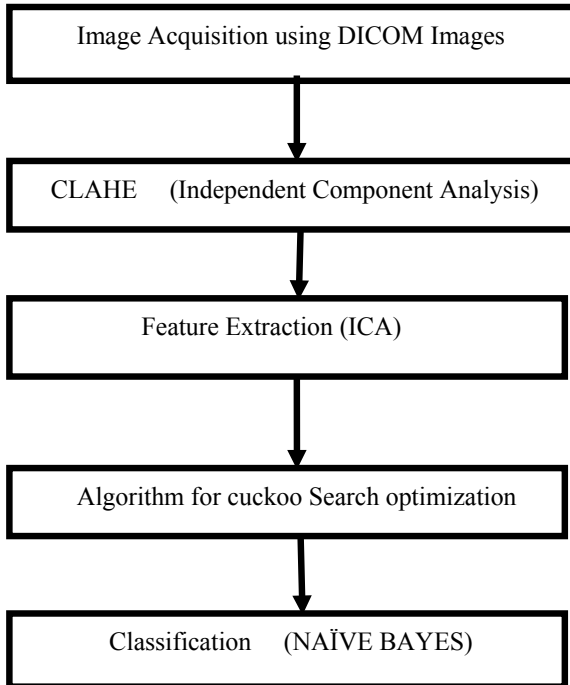 Image Acquisition using DICOM Images
CLAHE (Independent Component Analysis)
Feature Extraction (ICA)
Algorithm for cuckoo Search optimization
Classification (NAÏVE BAYES)